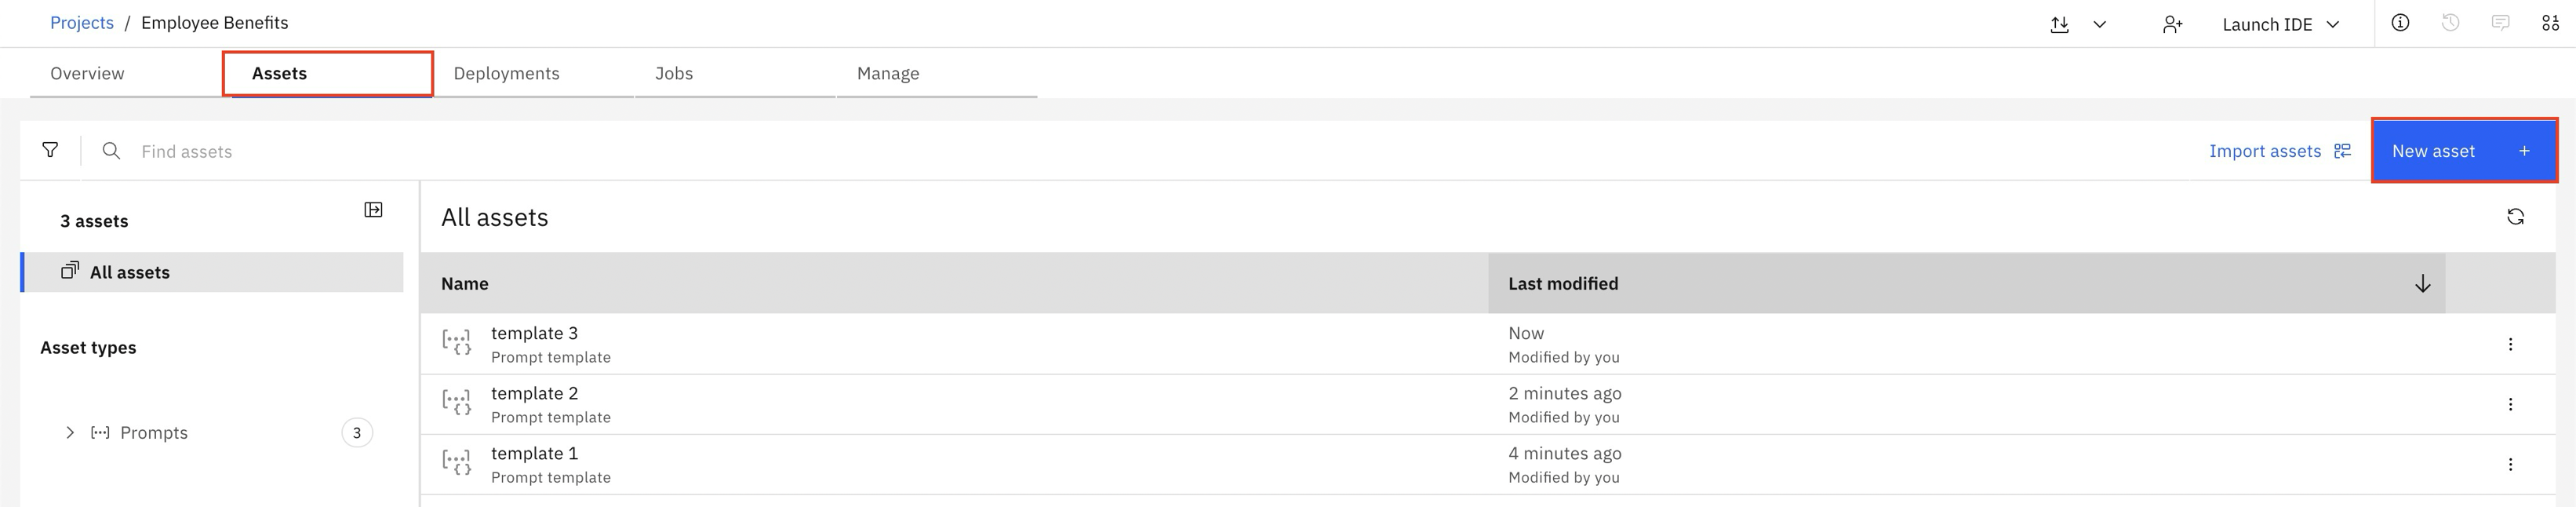 Projects / Employee Benefits
Launch IDE
Overview
Assets
Deployments
Jobs
Manage
Find assets
Import assets
New asset +
3 assets
All assets
Asset types
Prompts 3
All assets
Name Last modified
template 3 Now
Prompt template Modified by you
template 2 2 minutes ago
Prompt template Modified by you
template 1 4 minutes ago
Prompt template Modified by you